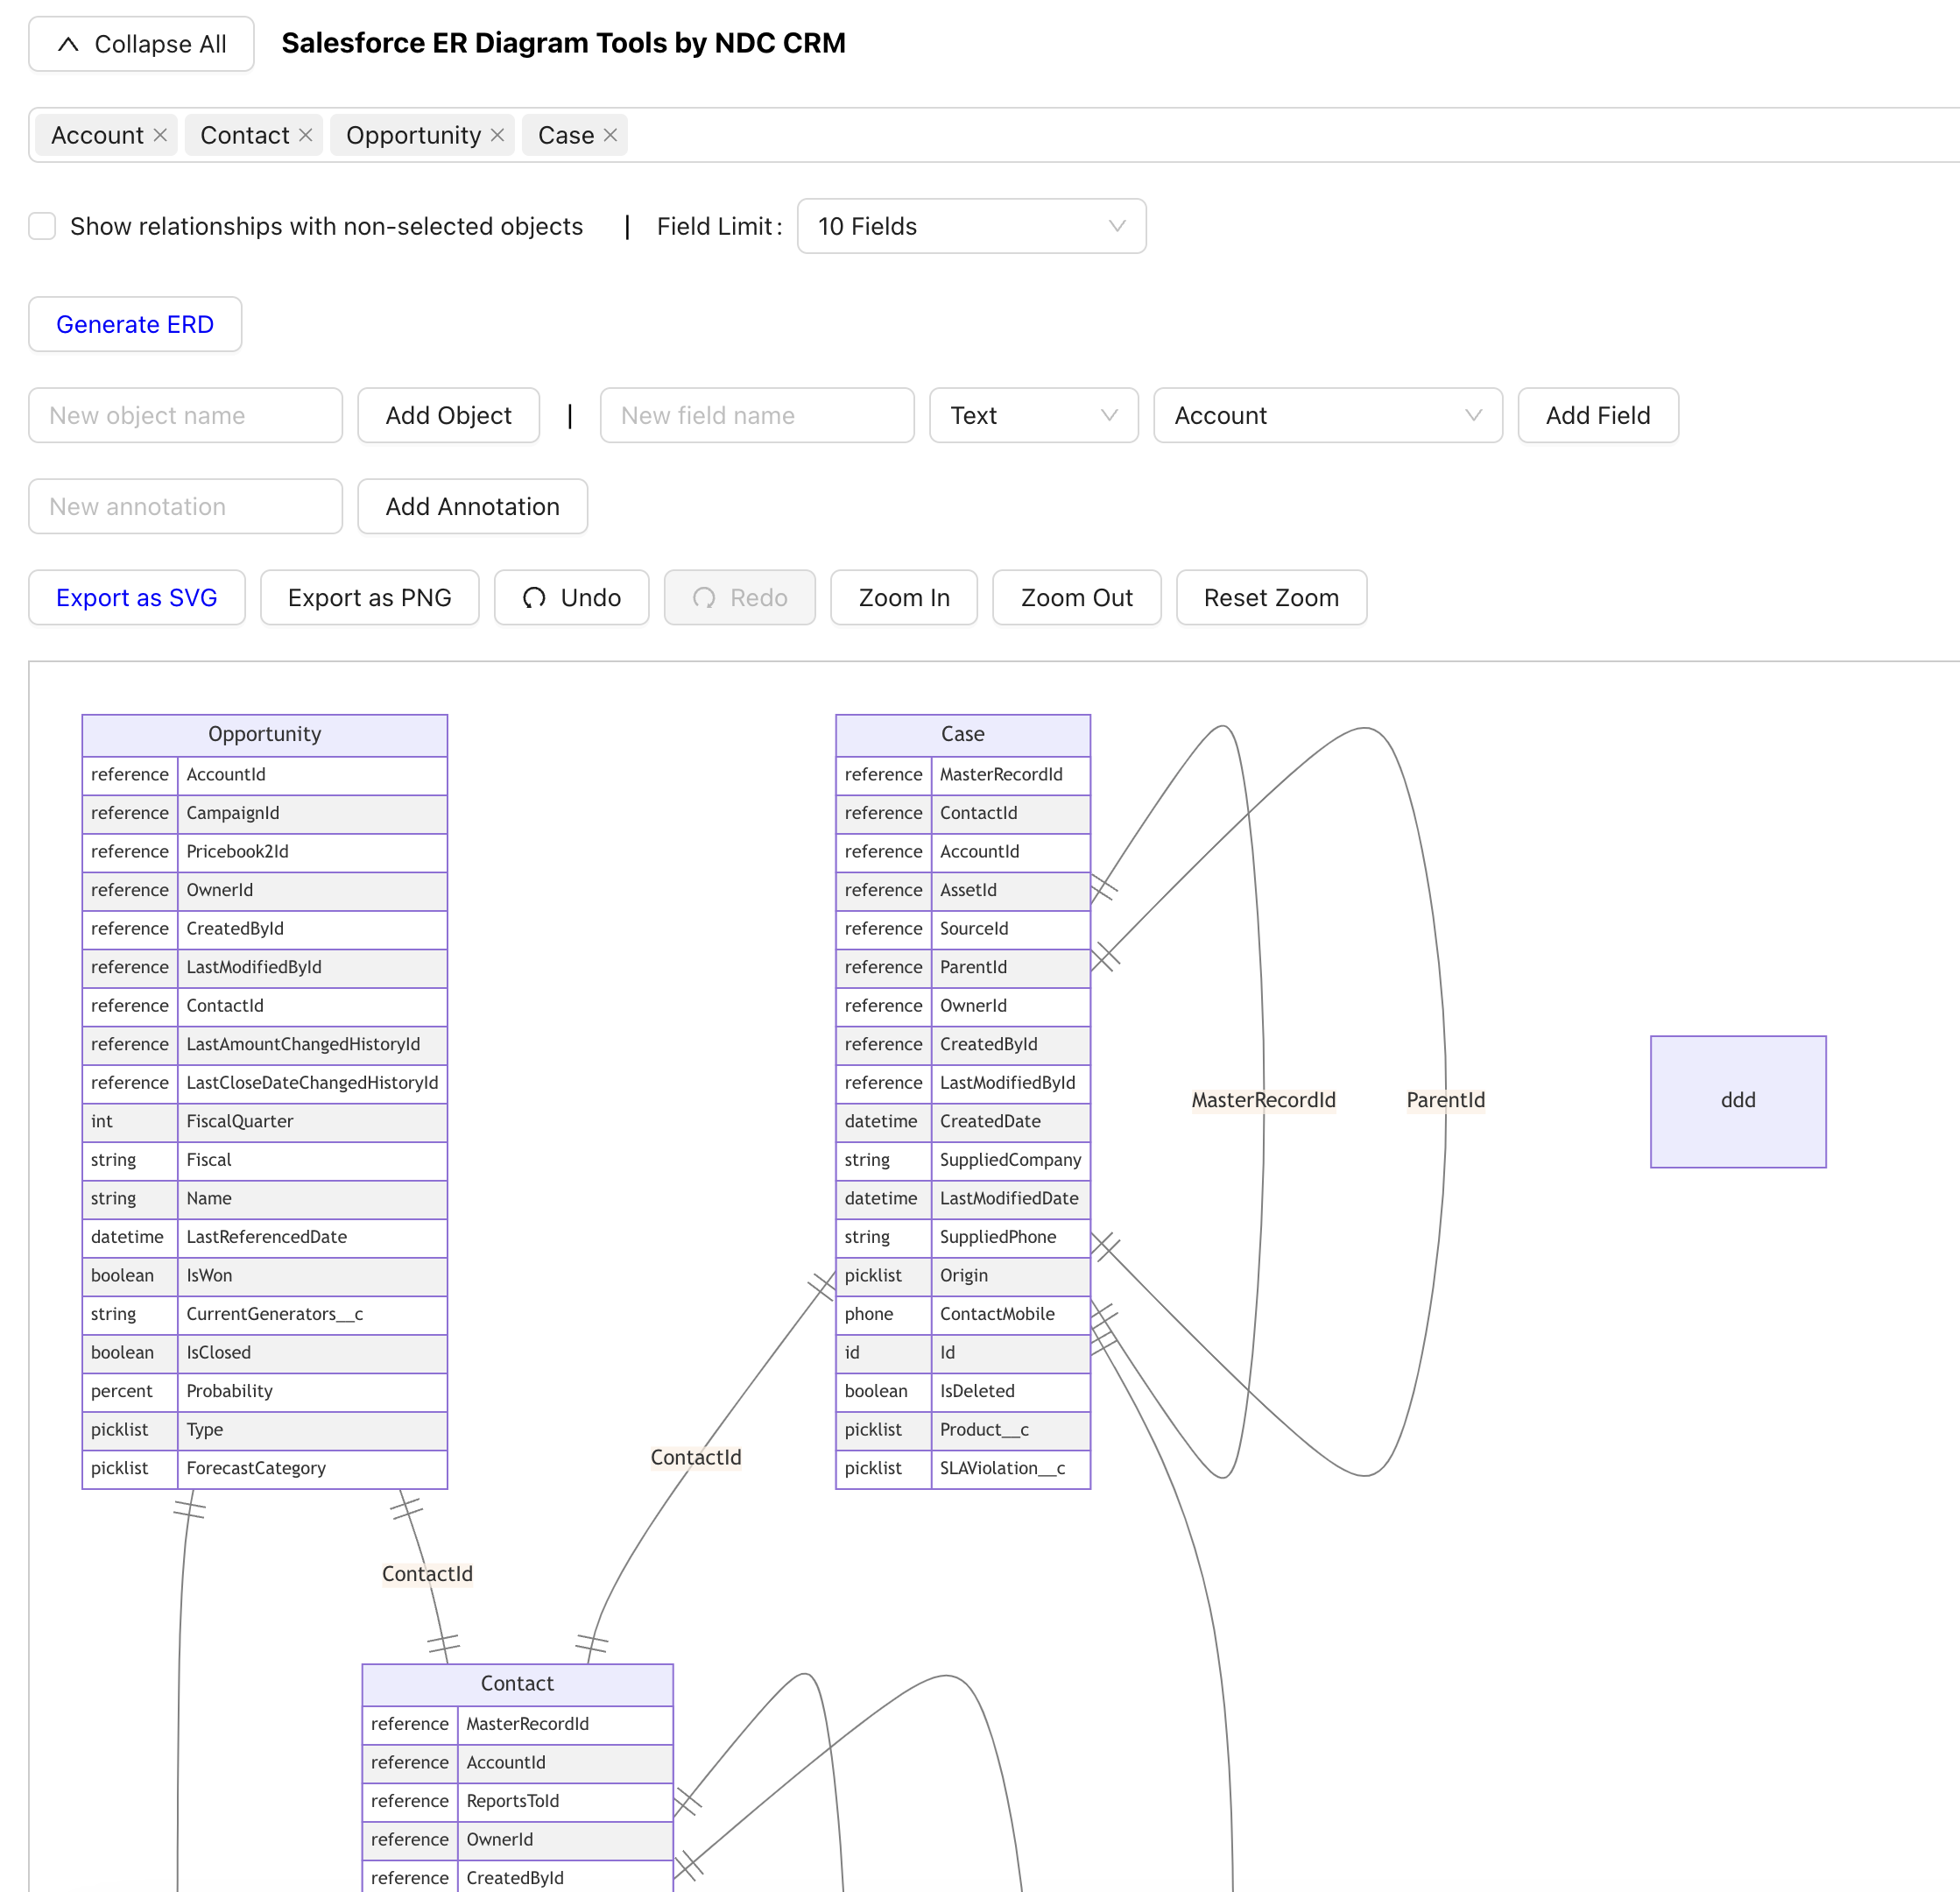 Collapse All
Salesforce ER Diagram Tools by NDC CRM
Account Contact Opportunity Case
Show relationships with non-selected objects | Field Limit: 10 Fields
Generate ERD
New object name Add Object | New field name Text Account Add Field
New annotation Add Annotation
Export as SVG Export as PNG Undo Redo Zoom In Zoom Out Reset Zoom
Opportunity
reference AccountId
reference CampaignId
reference Pricebook2Id
reference OwnerId
reference CreatedById
reference LastModifiedById
reference ContactId
reference LastAmountChangedHistoryId
reference LastCloseDateChangedHistoryId
int FiscalQuarter
string Fiscal
string Name
datetime LastReferencedDate
boolean IsWon
string CurrentGenerators__c
boolean IsClosed
percent Probability
picklist Type
picklist ForecastCategory
Case
reference MasterRecordId
reference ContactId
reference AccountId
reference AssetId
reference SourceId
reference ParentId
reference OwnerId
reference CreatedById
reference LastModifiedById
datetime CreatedDate
string SuppliedCompany
datetime LastModifiedDate
string SuppliedPhone
picklist Origin
phone ContactMobile
id Id
boolean IsDeleted
picklist Product__c
picklist SLAViolation__c
MasterRecordId
ParentId
ddd
ContactId
ContactId
Contact
reference MasterRecordId
reference AccountId
reference ReportsToId
reference OwnerId
reference CreatedById